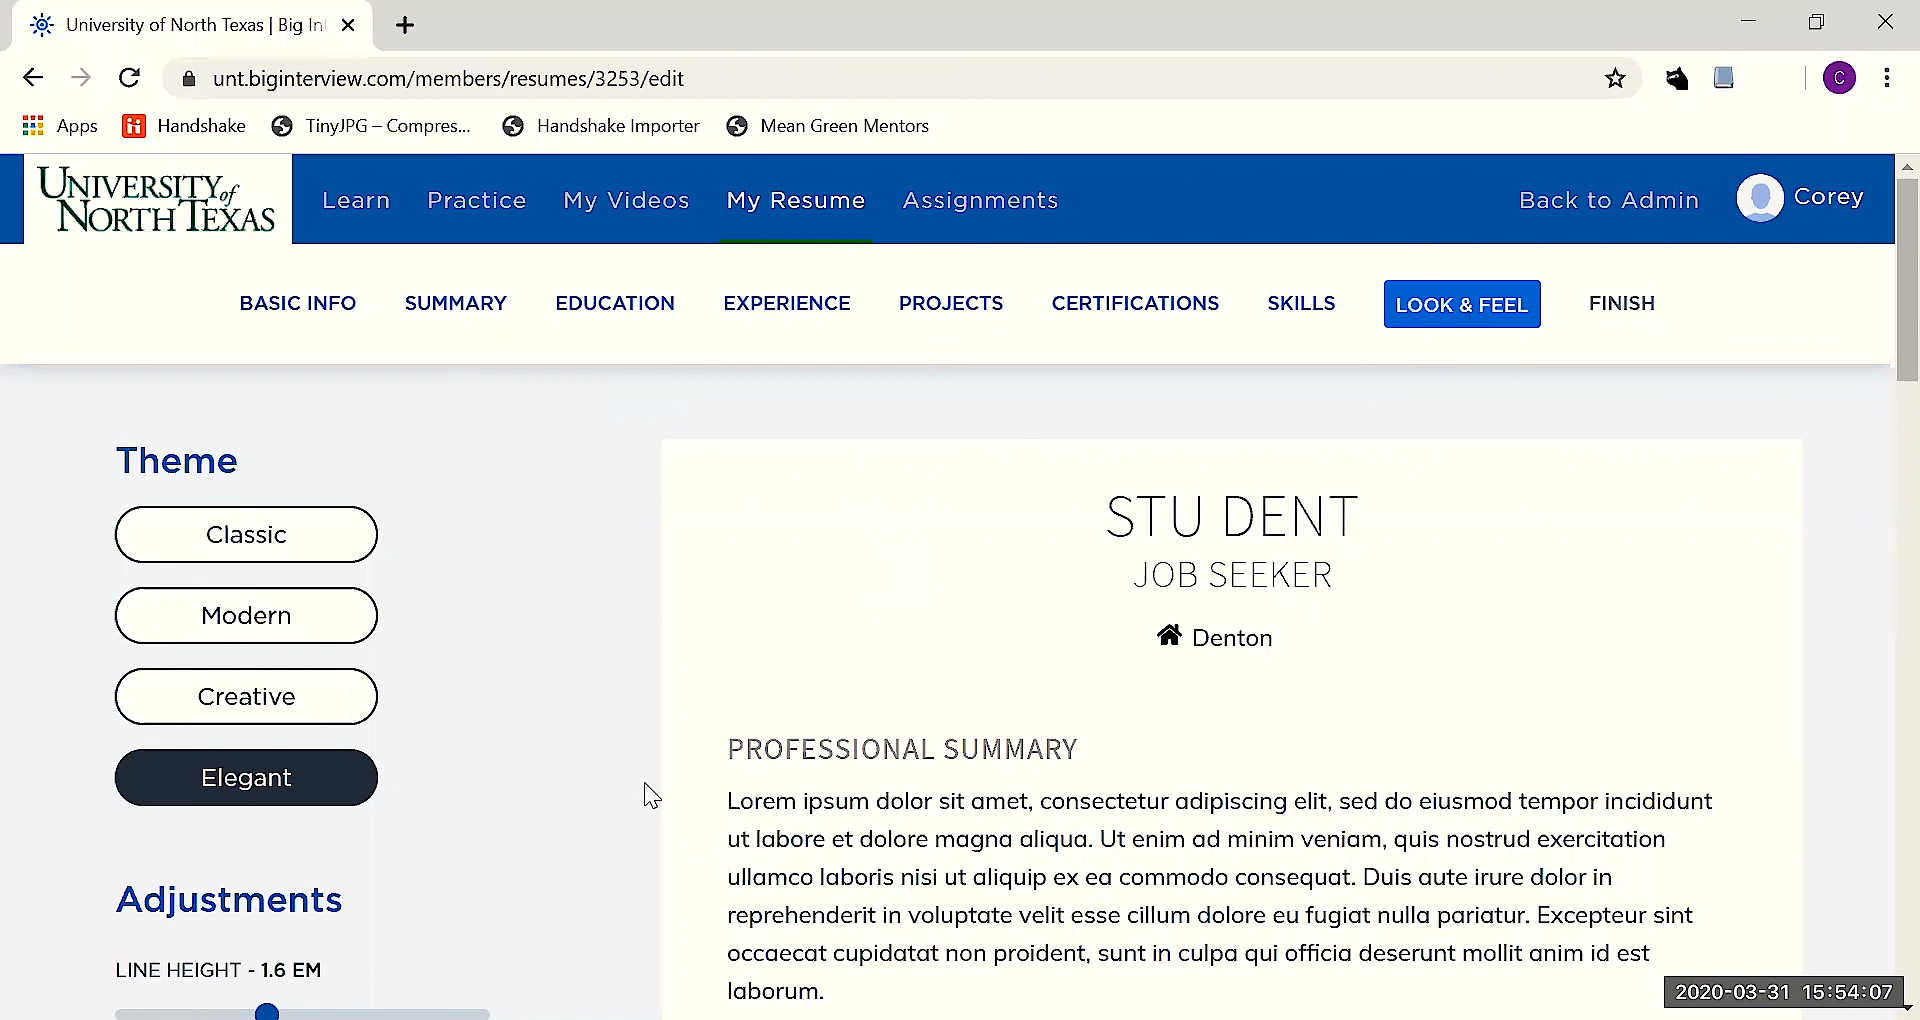 University of North Texas | Big In
unt.biginterview.com/members/resumes/3253/edit
C
Apps
Handshake
TinyJPG – Compres...
Handshake Importer
Mean Green Mentors
UNIVERSITY of
NORTH TEXAS
Learn
Practice
My Videos
My Resume
Assignments
Back to Admin
Corey
BASIC INFO
SUMMARY
EDUCATION
EXPERIENCE
PROJECTS
CERTIFICATIONS
SKILLS
LOOK & FEEL
FINISH
Theme
Classic
Modern
Creative
Elegant
Adjustments
LINE HEIGHT - 1.6 EM
STU DENT
JOB SEEKER
Denton
PROFESSIONAL SUMMARY
Lorem ipsum dolor sit amet, consectetur adipiscing elit, sed do eiusmod tempor incididunt
ut labore et dolore magna aliqua. Ut enim ad minim veniam, quis nostrud exercitation
ullamco laboris nisi ut aliquip ex ea commodo consequat. Duis aute irure dolor in
reprehenderit in voluptate velit esse cillum dolore eu fugiat nulla pariatur. Excepteur sint
occaecat cupidatat non proident, sunt in culpa qui officia deserunt mollit anim id est
laborum.
2020-03-31 15:54:07